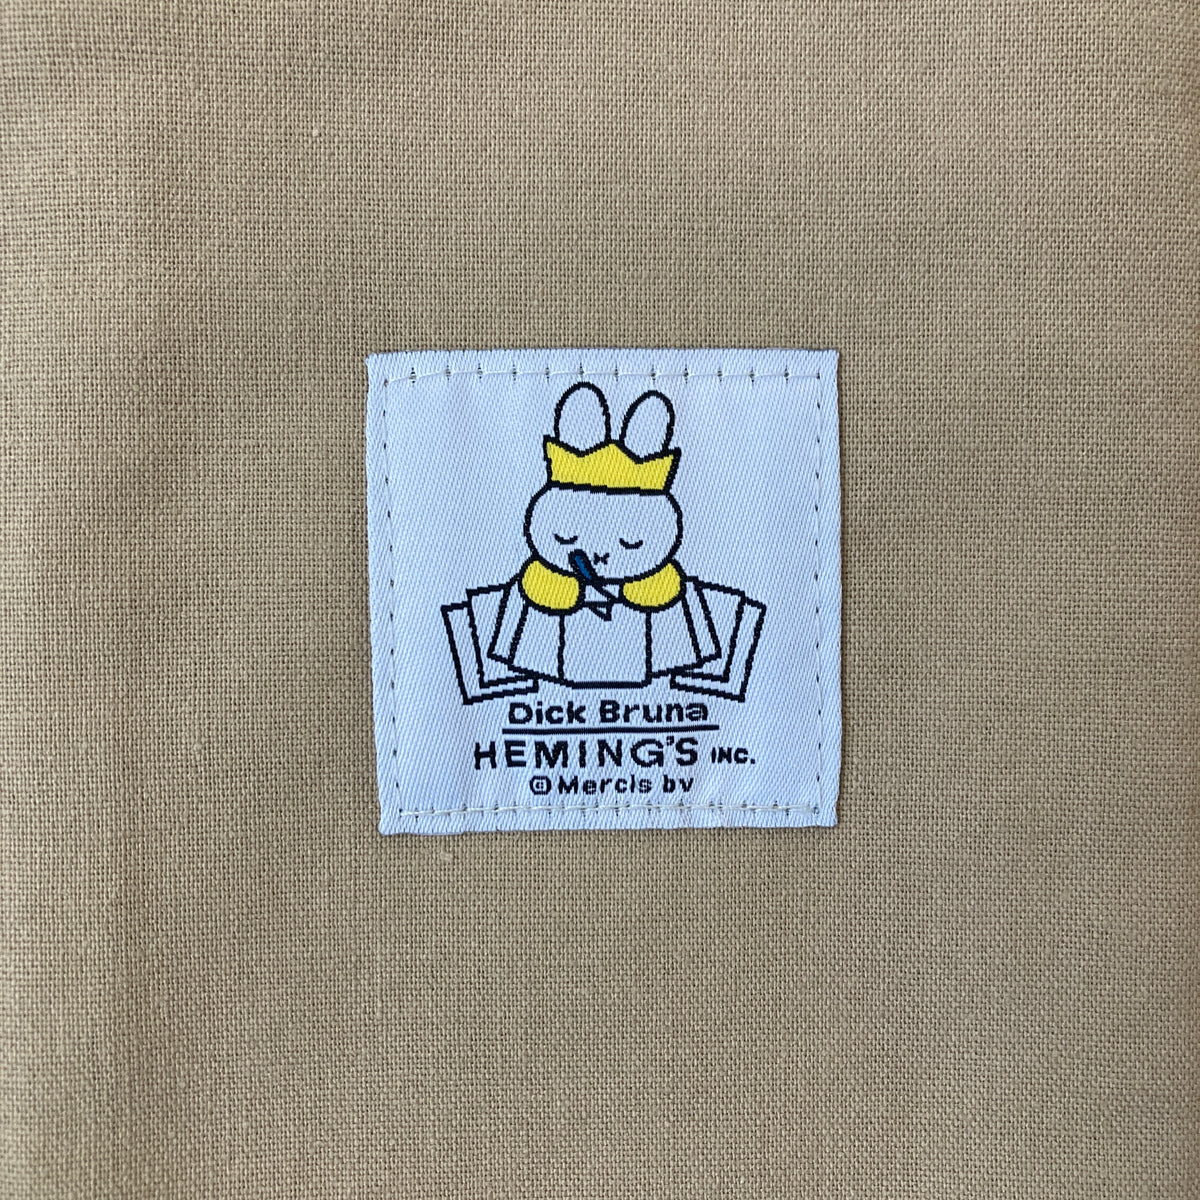 Dick Bruna
HEMING'S INC.
©Mercis bv